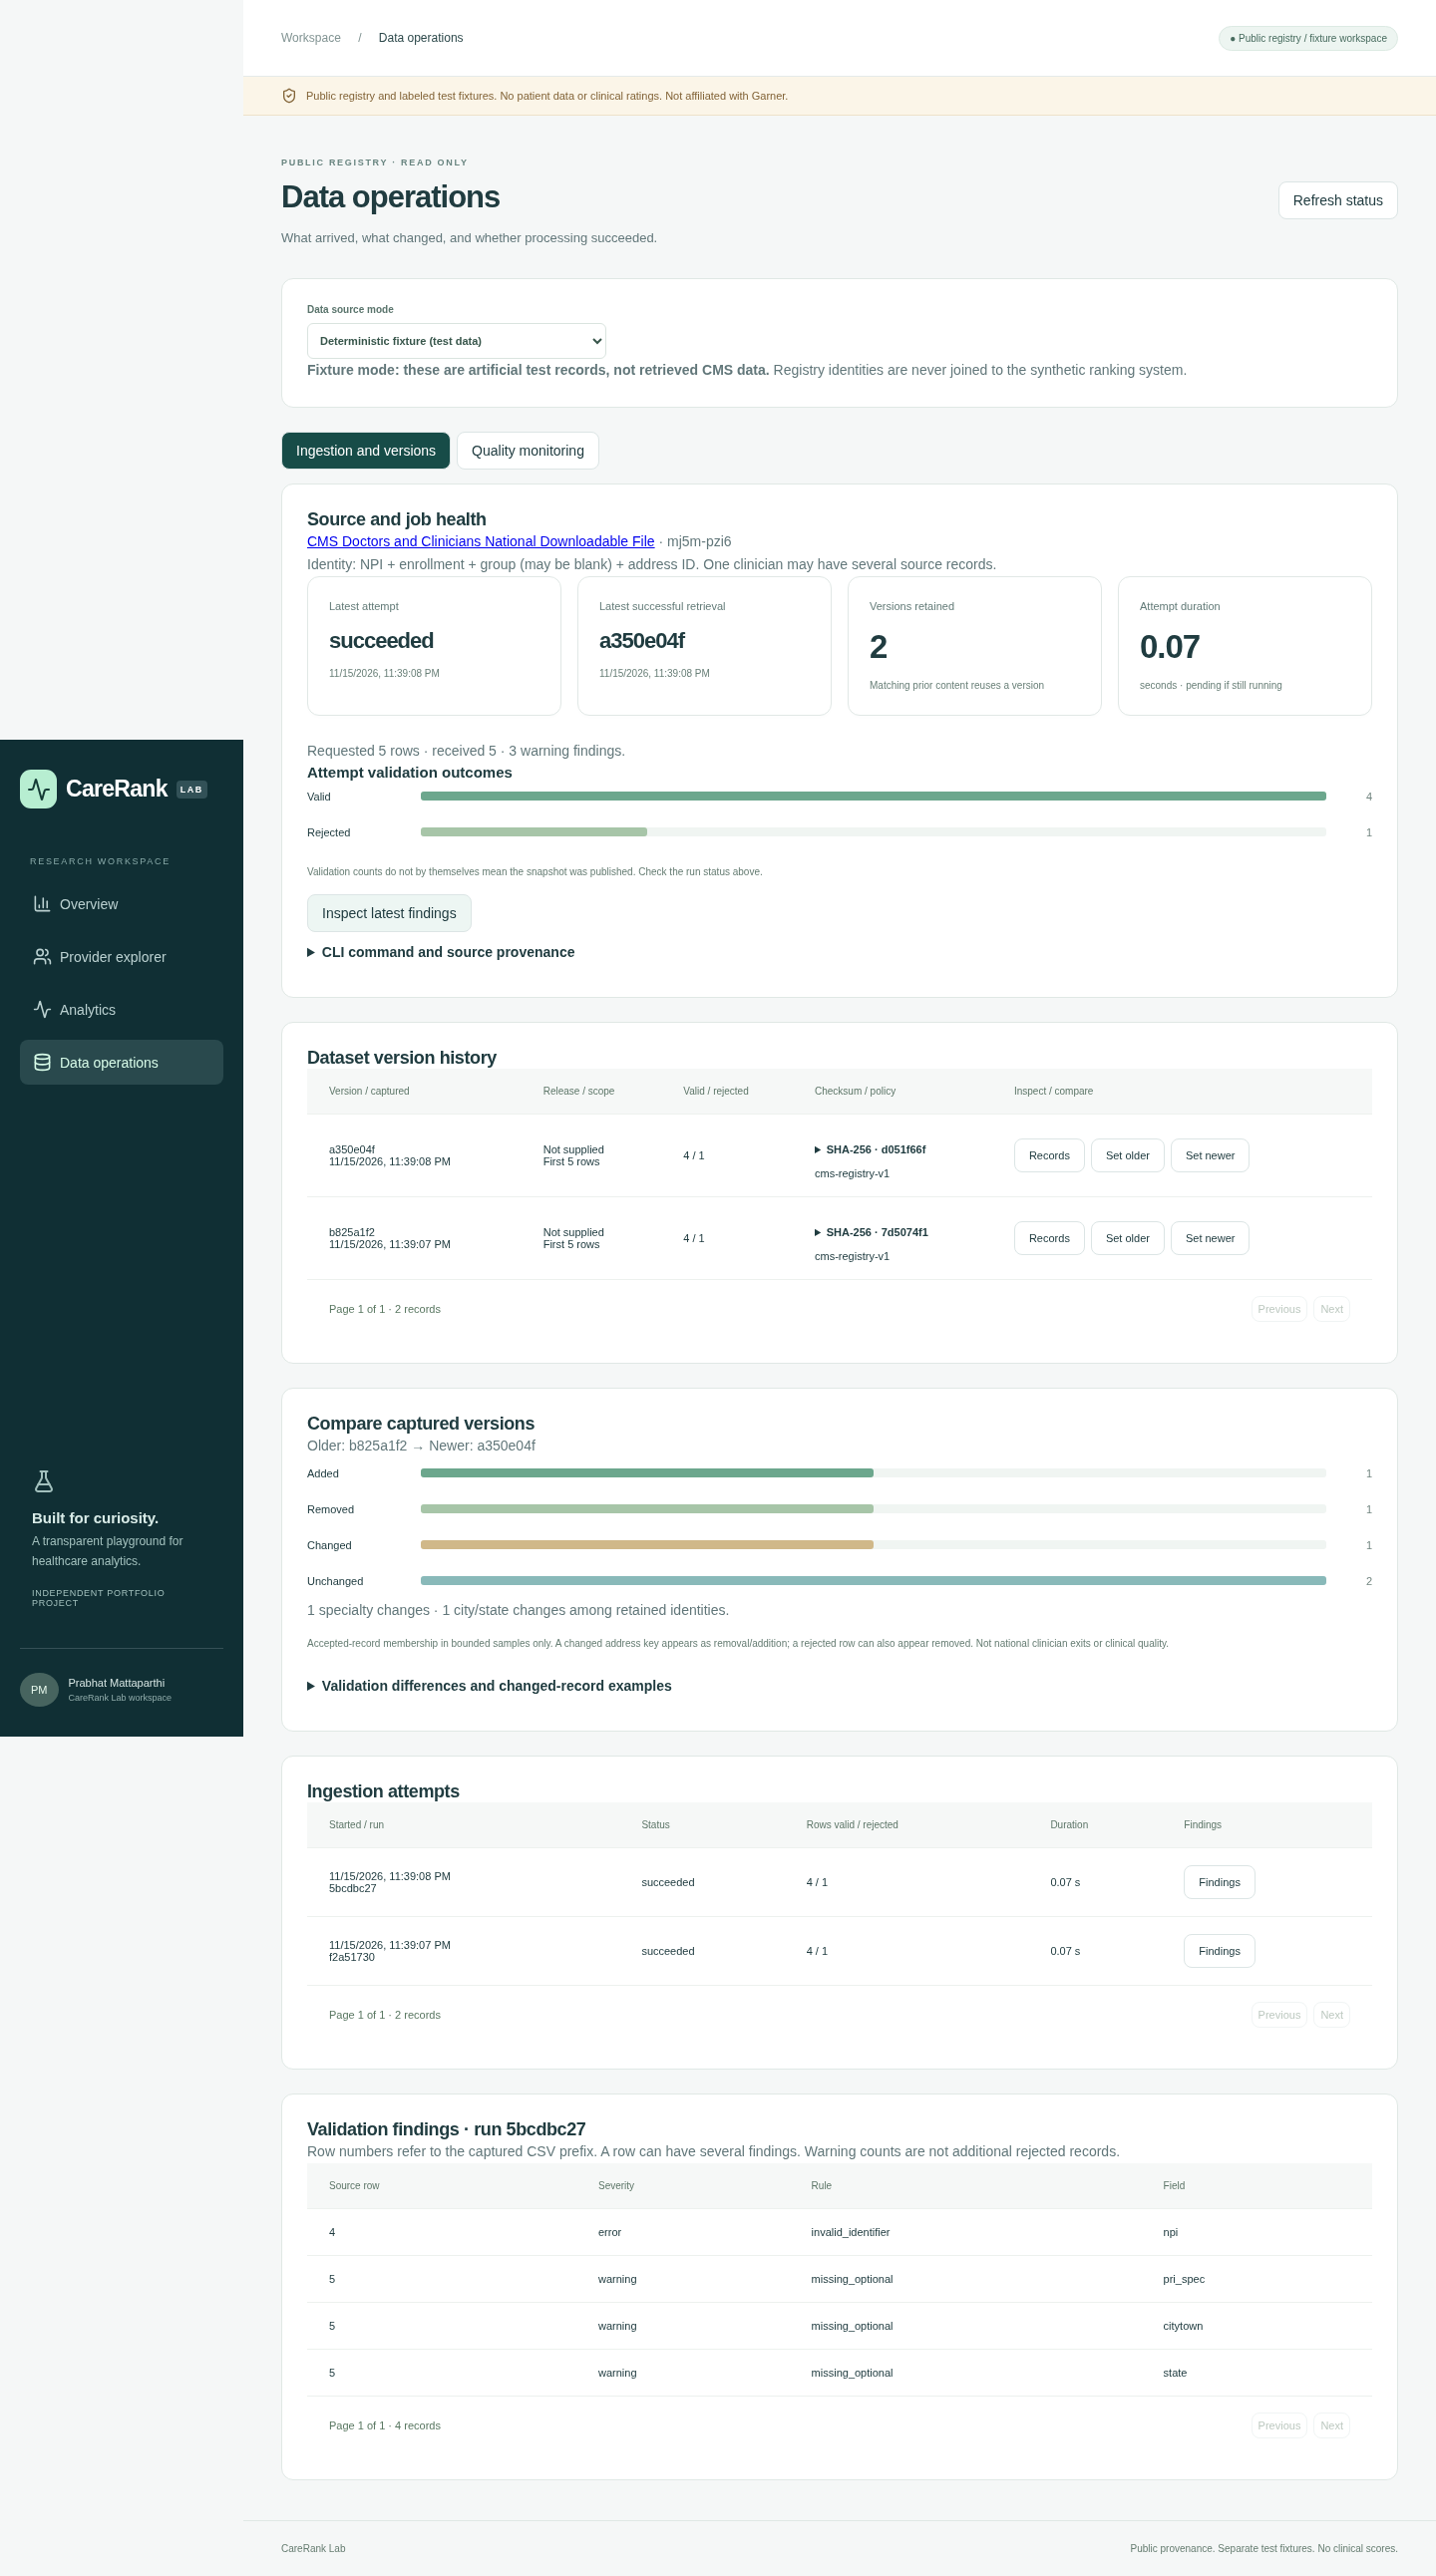 Workspace / Data operations
● Public registry / fixture workspace
Public registry and labeled test fixtures. No patient data or clinical ratings. Not affiliated with Garner.
PUBLIC REGISTRY · READ ONLY
Data operations
Refresh status
What arrived, what changed, and whether processing succeeded.
Data source mode
Deterministic fixture (test data)
Fixture mode: these are artificial test records, not retrieved CMS data. Registry identities are never joined to the synthetic ranking system.
Ingestion and versions
Quality monitoring
Source and job health
CMS Doctors and Clinicians National Downloadable File · mj5m-pzi6
Identity: NPI + enrollment + group (may be blank) + address ID. One clinician may have several source records.
Latest attempt
succeeded
11/15/2026, 11:39:08 PM
Latest successful retrieval
a350e04f
11/15/2026, 11:39:08 PM
Versions retained
2
Matching prior content reuses a version
Attempt duration
0.07
seconds · pending if still running
Requested 5 rows · received 5 · 3 warning findings.
Attempt validation outcomes
Valid 4
Rejected 1
Validation counts do not by themselves mean the snapshot was published. Check the run status above.
Inspect latest findings
CLI command and source provenance
CareRank LAB
RESEARCH WORKSPACE
Overview
Provider explorer
Analytics
Data operations
Built for curiosity.
A transparent playground for
healthcare analytics.
INDEPENDENT PORTFOLIO
PROJECT
PM
Prabhat Mattaparthi
CareRank Lab workspace
Dataset version history
Version / captured Release / scope Valid / rejected Checksum / policy Inspect / compare
a350e04f
11/15/2026, 11:39:08 PM
Not supplied
First 5 rows
4 / 1
SHA-256 · d051f66f
cms-registry-v1
Records Set older Set newer
b825a1f2
11/15/2026, 11:39:07 PM
Not supplied
First 5 rows
4 / 1
SHA-256 · 7d5074f1
cms-registry-v1
Records Set older Set newer
Page 1 of 1 · 2 records
Previous Next
Compare captured versions
Older: b825a1f2 → Newer: a350e04f
Added 1
Removed 1
Changed 1
Unchanged 2
1 specialty changes · 1 city/state changes among retained identities.
Accepted-record membership in bounded samples only. A changed address key appears as removal/addition; a rejected row can also appear removed. Not national clinician exits or clinical quality.
Validation differences and changed-record examples
Ingestion attempts
Started / run Status Rows valid / rejected Duration Findings
11/15/2026, 11:39:08 PM
5bcdbc27
succeeded 4 / 1 0.07 s Findings
11/15/2026, 11:39:07 PM
f2a51730
succeeded 4 / 1 0.07 s Findings
Page 1 of 1 · 2 records
Previous Next
Validation findings · run 5bcdbc27
Row numbers refer to the captured CSV prefix. A row can have several findings. Warning counts are not additional rejected records.
Source row Severity Rule Field
4 error invalid_identifier npi
5 warning missing_optional pri_spec
5 warning missing_optional citytown
5 warning missing_optional state
Page 1 of 1 · 4 records
Previous Next
CareRank Lab
Public provenance. Separate test fixtures. No clinical scores.